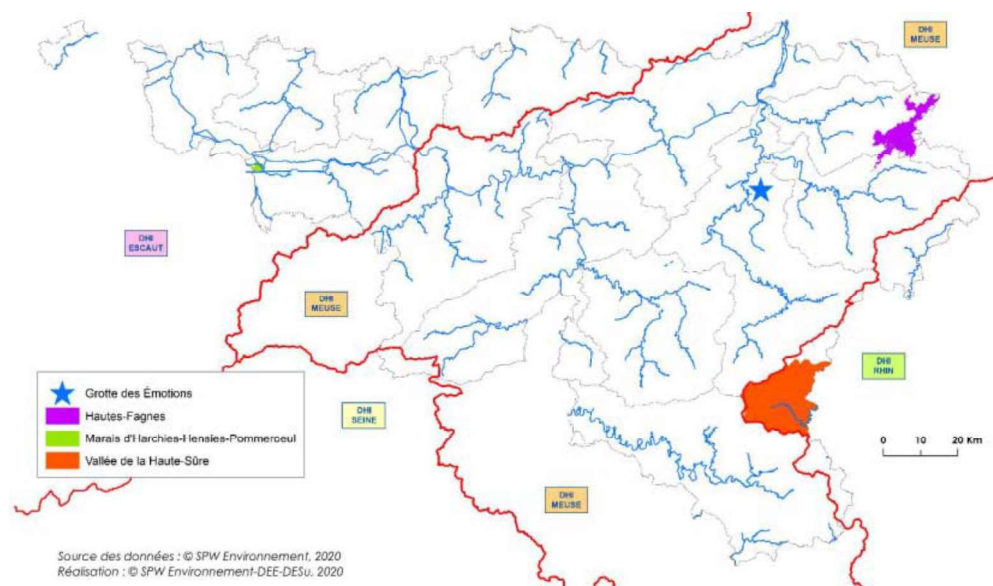 DHI
MEUSE
DHI
ESCAUT
DHI
MEUSE
DHI
RHIN
DHI
SEINE
DHI
MEUSE
Grotte des Émotions
Hautes-Fagnes
Marais d'Harchies-Hensies-Pommeroeul
Vallée de la Haute-Sûre
0 10 20 Km
Source des données : © SPW Environnement, 2020
Réalisation : © SPW Environnement-DEE-DESu, 2020